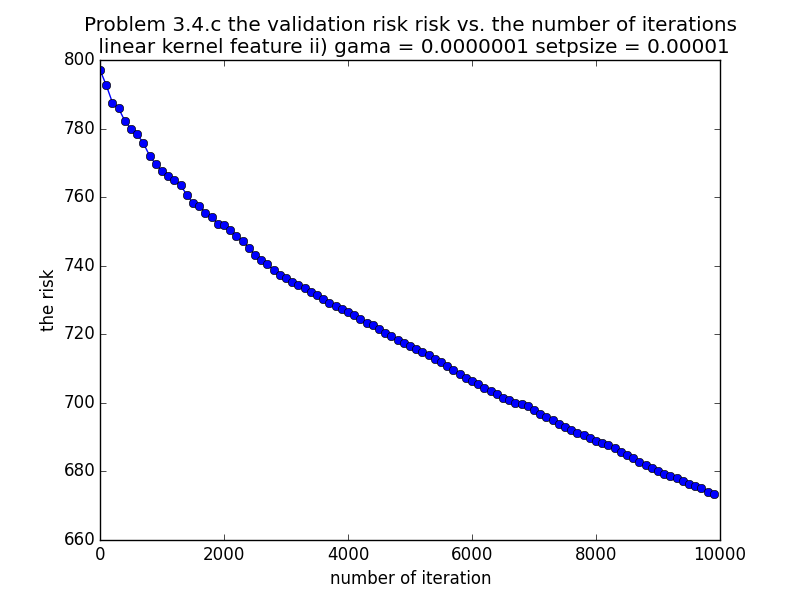 Problem 3.4.c the validation risk risk vs. the number of iterations
linear kernel feature ii) gama = 0.0000001 setpsize = 0.00001
800
780
760
740
720
700
680
660
the risk
0 2000 4000 6000 8000 10000
number of iteration